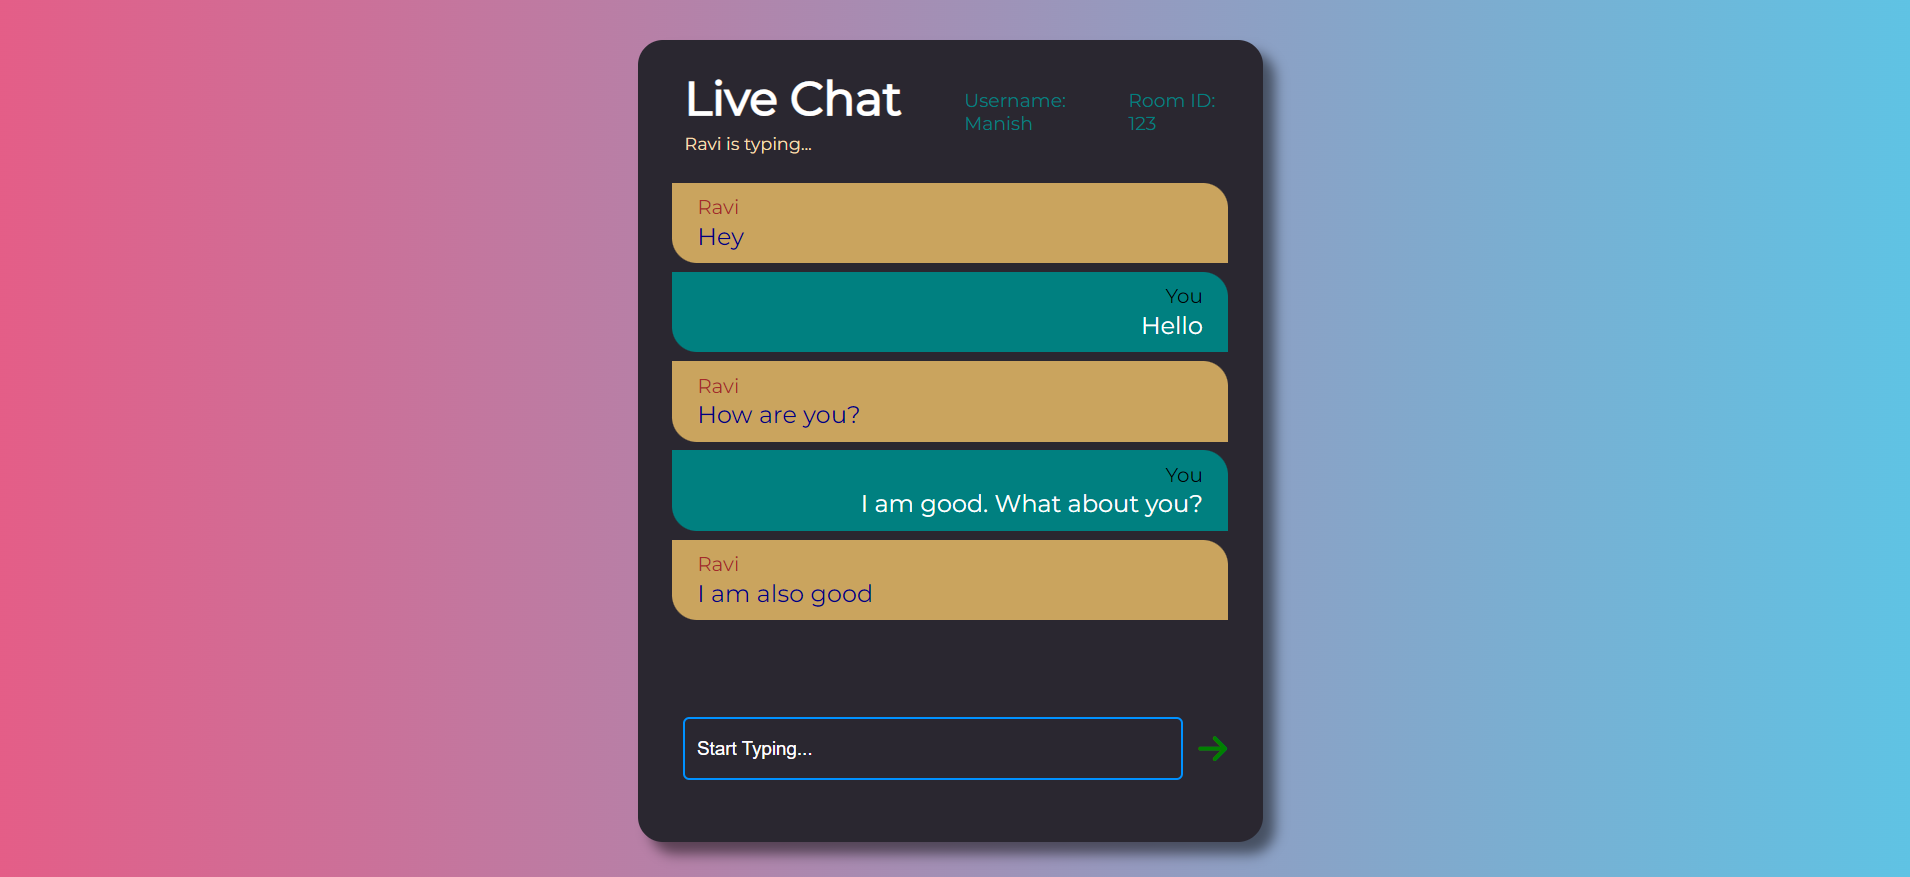 Live Chat
Username:
Manish
Room ID:
123
Ravi is typing...
Ravi
Hey
You
Hello
Ravi
How are you?
You
I am good. What about you?
Ravi
I am also good
Start Typing...